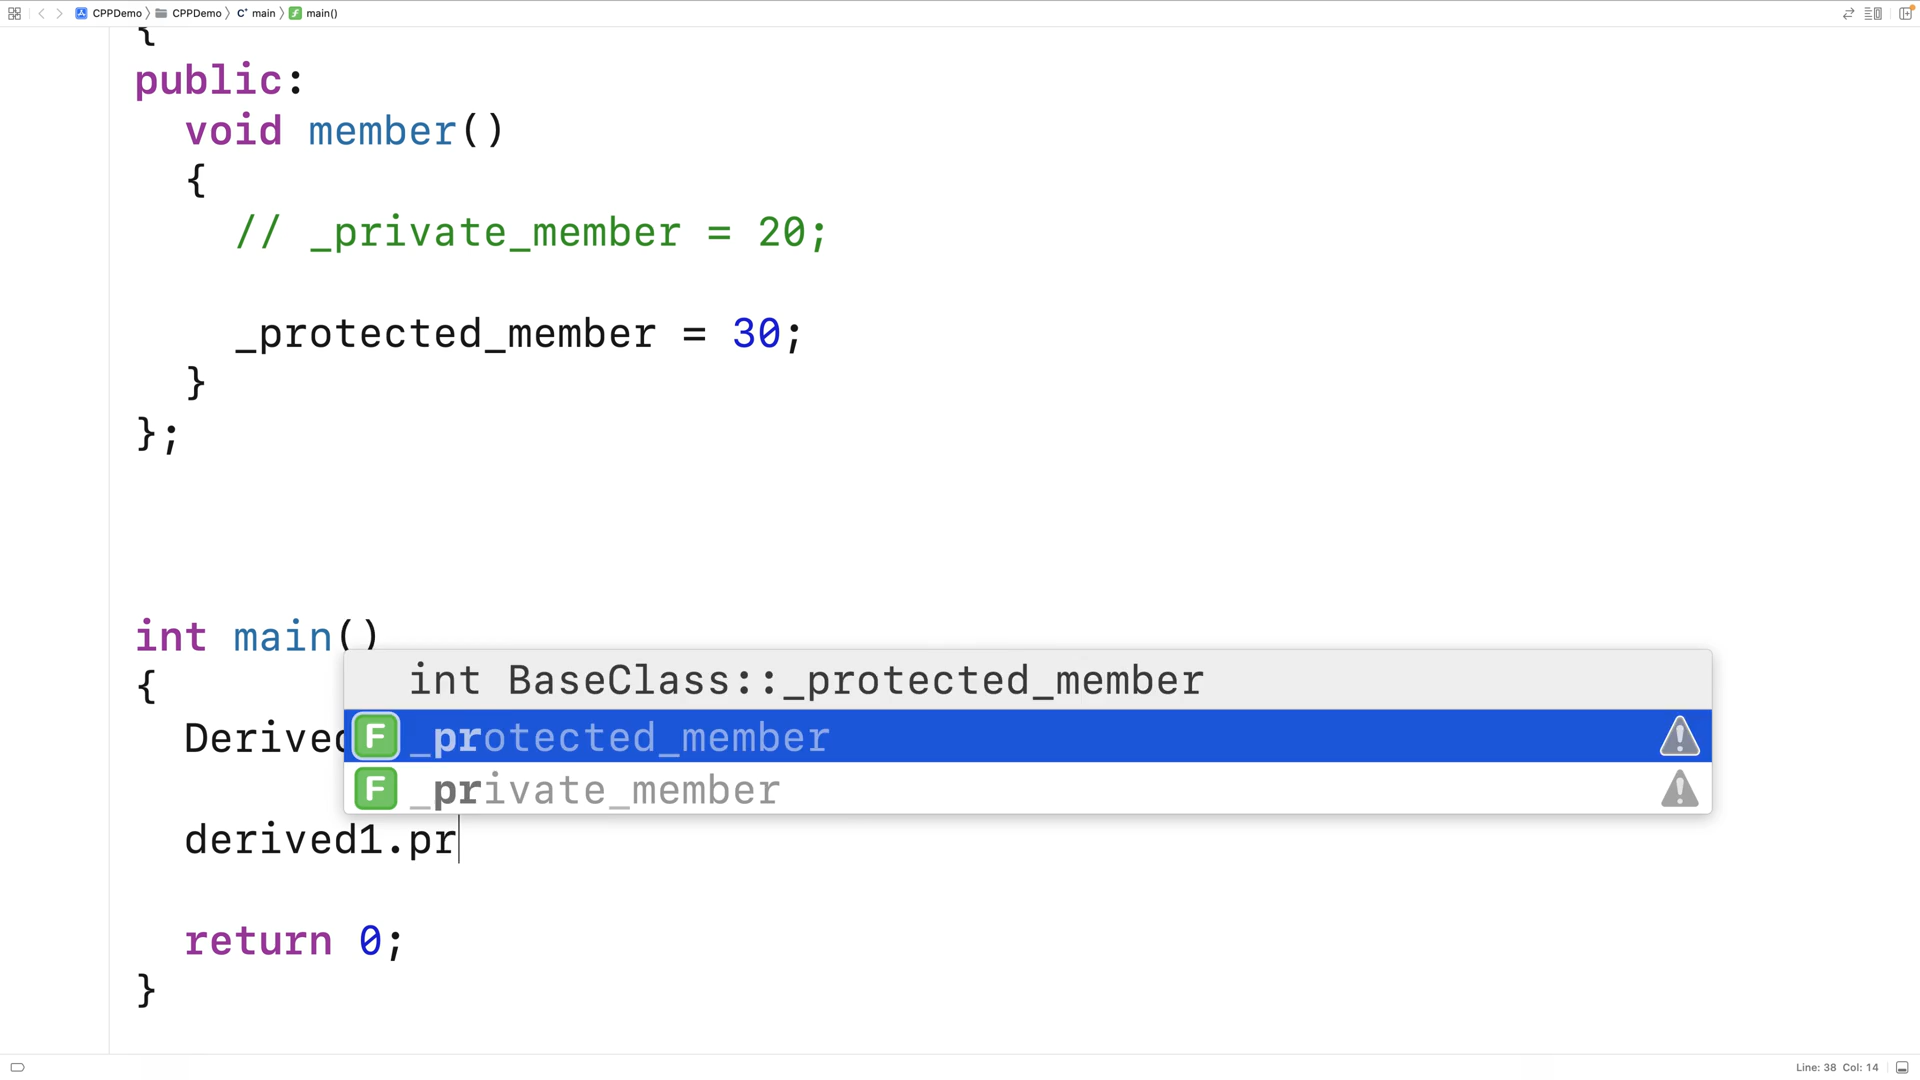 CPPDemo CPPDemo C+ main main()
{
public:
void member()
{
// _private_member = 20;
_protected_member = 30;
}
};
int main()
{
int BaseClass::_protected_member
Derived
F _protected_member
F _private_member
derived1.pr
return 0;
}
Line: 38 Col: 14